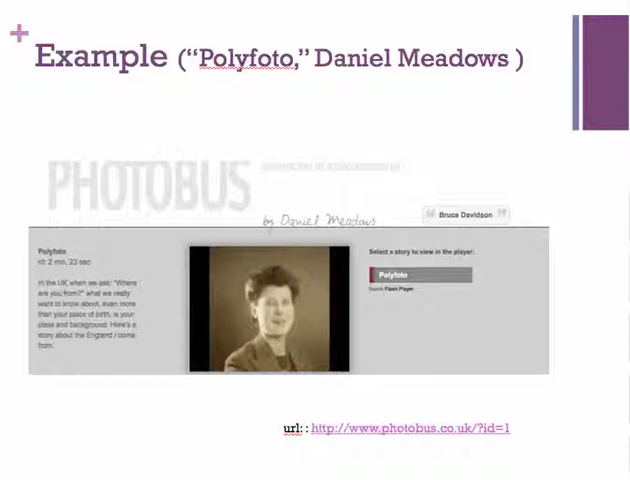 +
Example (“Polyfoto,” Daniel Meadows )
PHOTOBUS
by Daniel Meadows
“ Bruce Davidson ”
Polyfoto
rt: 2 min, 23 sec
In the UK when we ask: "Where
are you from?" what we really
want to know about, even more
than your place of birth, is your
class and background. Here's a
story about the England I come
from.
Select a story to view in the player:
Polyfoto
Flash Player
url: : http://www.photobus.co.uk/?id=1